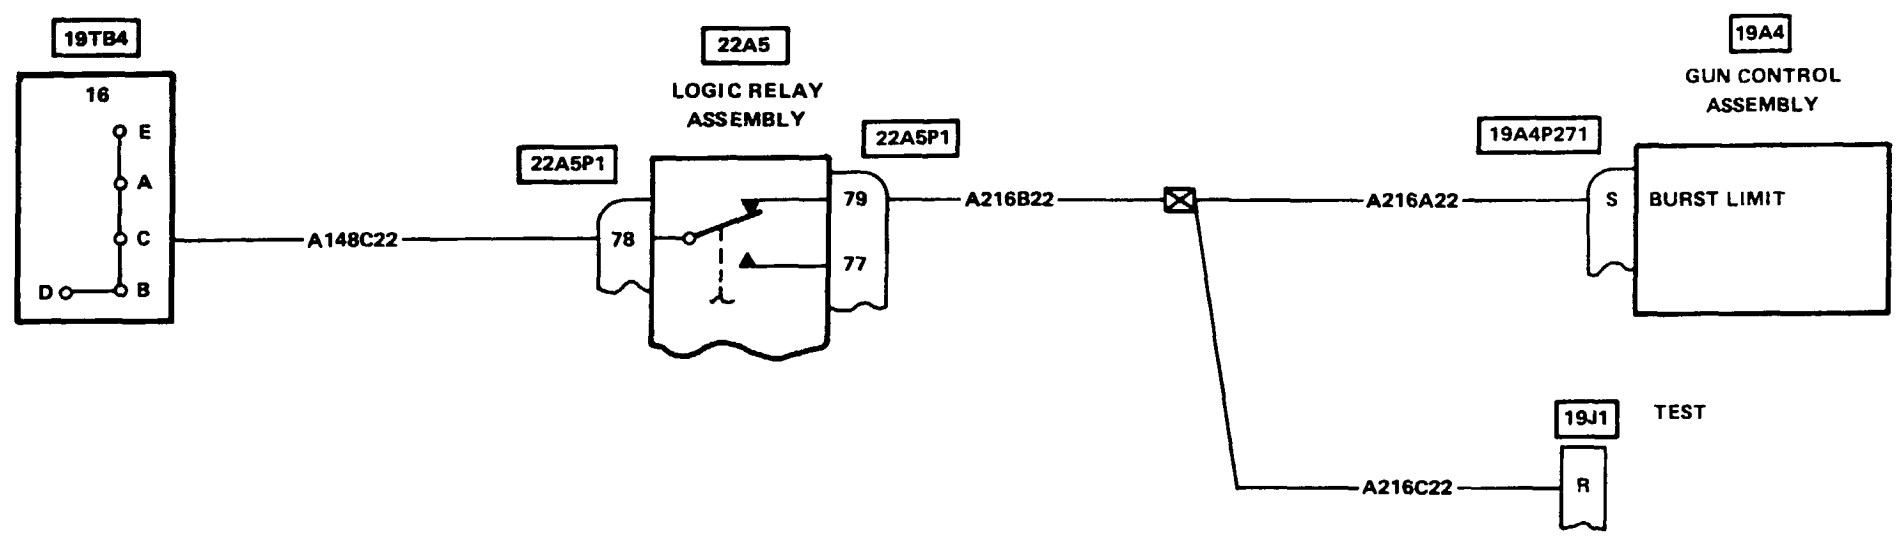 19TB4
16
E
A
C
D
B
A148C22
22A5
LOGIC RELAY
ASSEMBLY
22A5P1
78
22A5P1
79
77
A216B22
A216A22
19A4
GUN CONTROL
ASSEMBLY
19A4P271
S
BURST LIMIT
19J1
TEST
A216C22
R